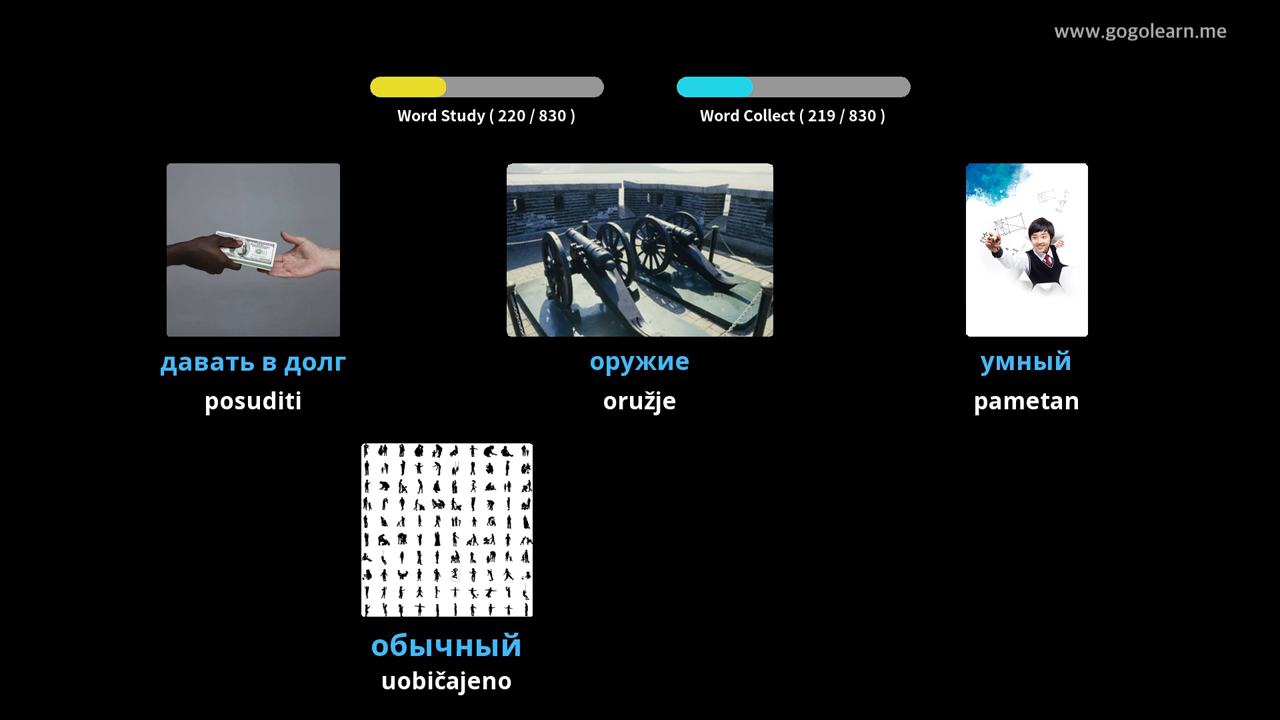 www.gogolearn.me
Word Study ( 220 / 830 )
Word Collect ( 219 / 830 )
давать в долг
posuditi
оружие
oružje
умный
pametan
обычный
uobičajeno